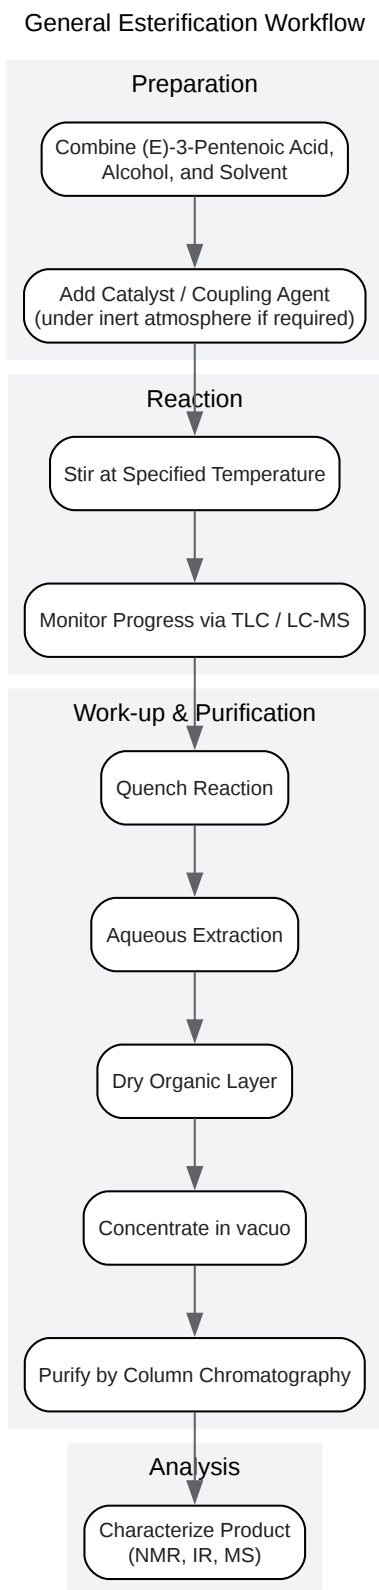 General Esterification Workflow
Preparation
Combine (E)-3-Pentenoic Acid,
Alcohol, and Solvent
Add Catalyst / Coupling Agent
(under inert atmosphere if required)
Reaction
Stir at Specified Temperature
Monitor Progress via TLC / LC-MS
Work-up & Purification
Quench Reaction
Aqueous Extraction
Dry Organic Layer
Concentrate in vacuo
Purify by Column Chromatography
Analysis
Characterize Product
(NMR, IR, MS)